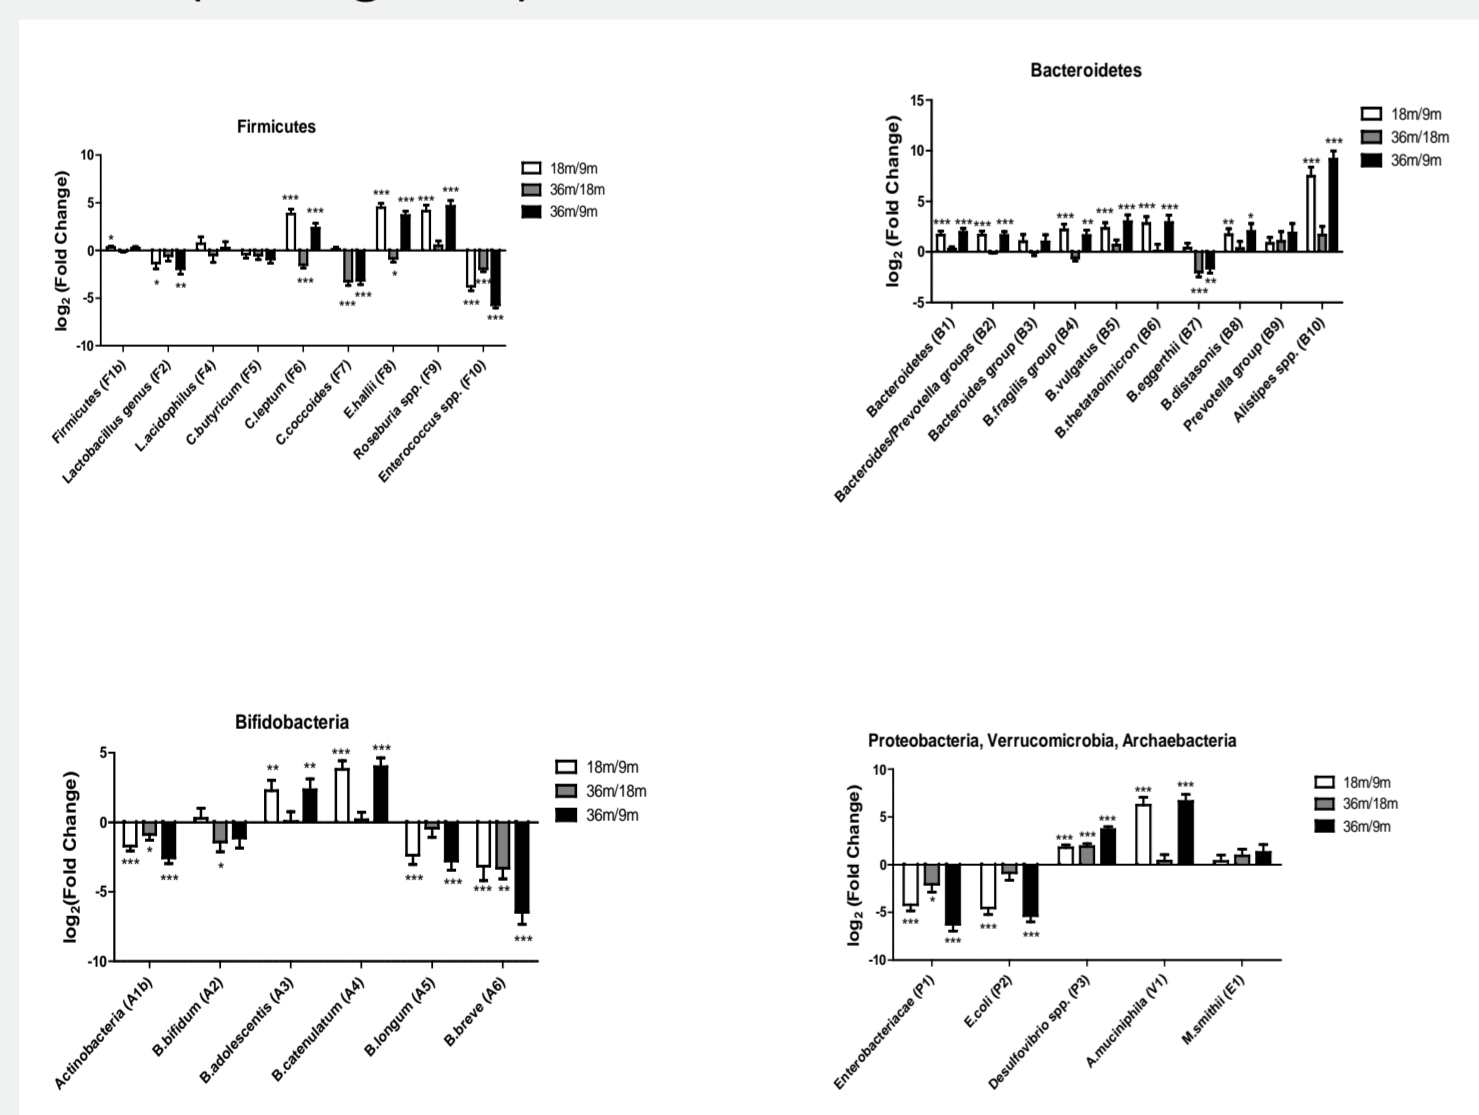 Firmicutes
log2 (Fold Change)
10
5
0
-5
-10
* * ** *** *** *** *** *** * *** *** *** *** *** *** ***
18m/9m
36m/18m
36m/9m
Firmicutes (F1b)
Lactobacillus genus (F2)
L.acidophilus (F4)
C.butyricum (F5)
C.leptum (F6)
C.coccoides (F7)
E.hallii (F8)
Roseburia spp. (F9)
Enterococcus spp. (F10)
Bacteroidetes
log2 (Fold Change)
15
10
5
0
-5
*** *** *** *** *** ** *** *** *** *** *** ** ** * *** ***
18m/9m
36m/18m
36m/9m
Bacteroidetes (B1)
Bacteroides/Prevotella groups (B2)
Bacteroides group (B3)
B.fragilis group (B4)
B.vulgatus (B5)
B.thetataoimicron (B6)
B.eggerthii (B7)
B.distasonis (B8)
Prevotella group (B9)
Alistipes spp. (B10)
Bifidobacteria
log2(Fold Change)
5
0
-5
-10
*** * *** * ** ** *** *** *** *** *** ** ***
18m/9m
36m/18m
36m/9m
Actinobacteria (A1b)
B.bifidum (A2)
B.adolescentis (A3)
B.catenulatum (A4)
B.longum (A5)
B.breve (A6)
Proteobacteria, Verrucomicrobia, Archaebacteria
log2 (Fold Change)
10
5
0
-5
-10
*** * *** *** *** *** *** *** *** ***
18m/9m
36m/18m
36m/9m
Enterobacteriacae (P1)
E.coli (P2)
Desulfovibrio spp. (P3)
A.muciniphila (V1)
M.smithii (E1)